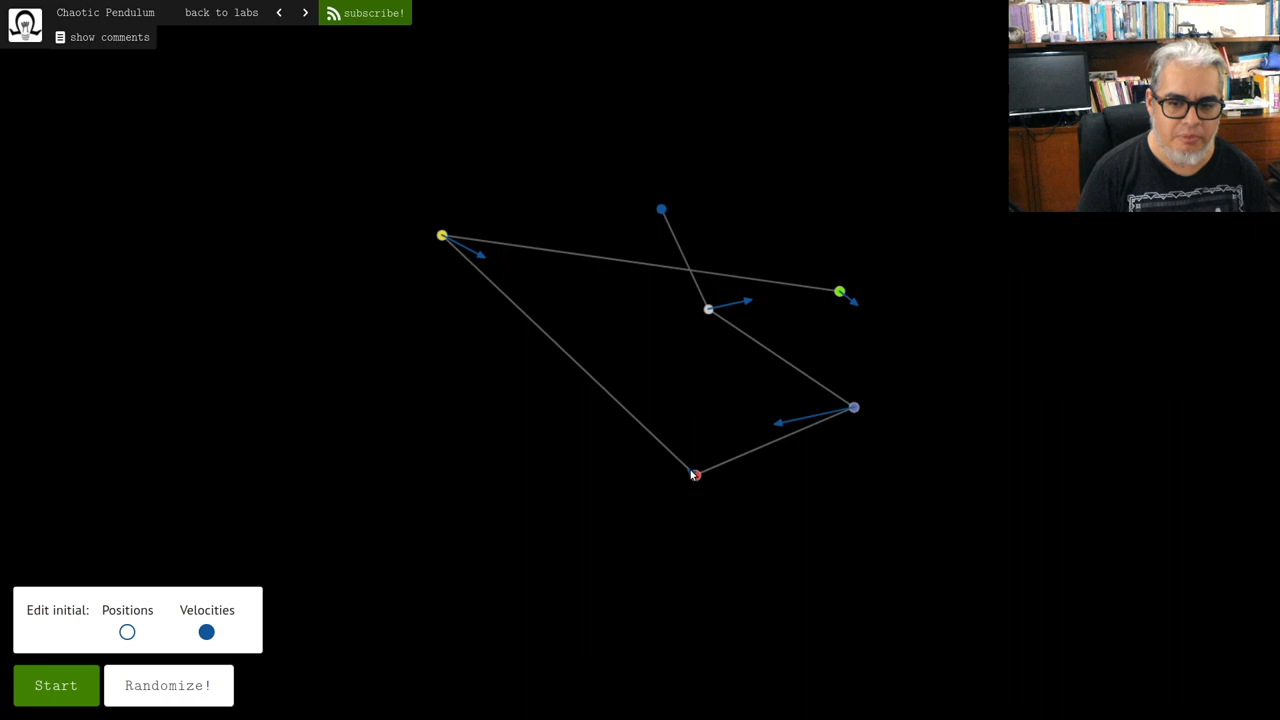 Chaotic Pendulum
back to labs
subscribe!
show comments
Edit initial:
Positions
Velocities
Start
Randomize!